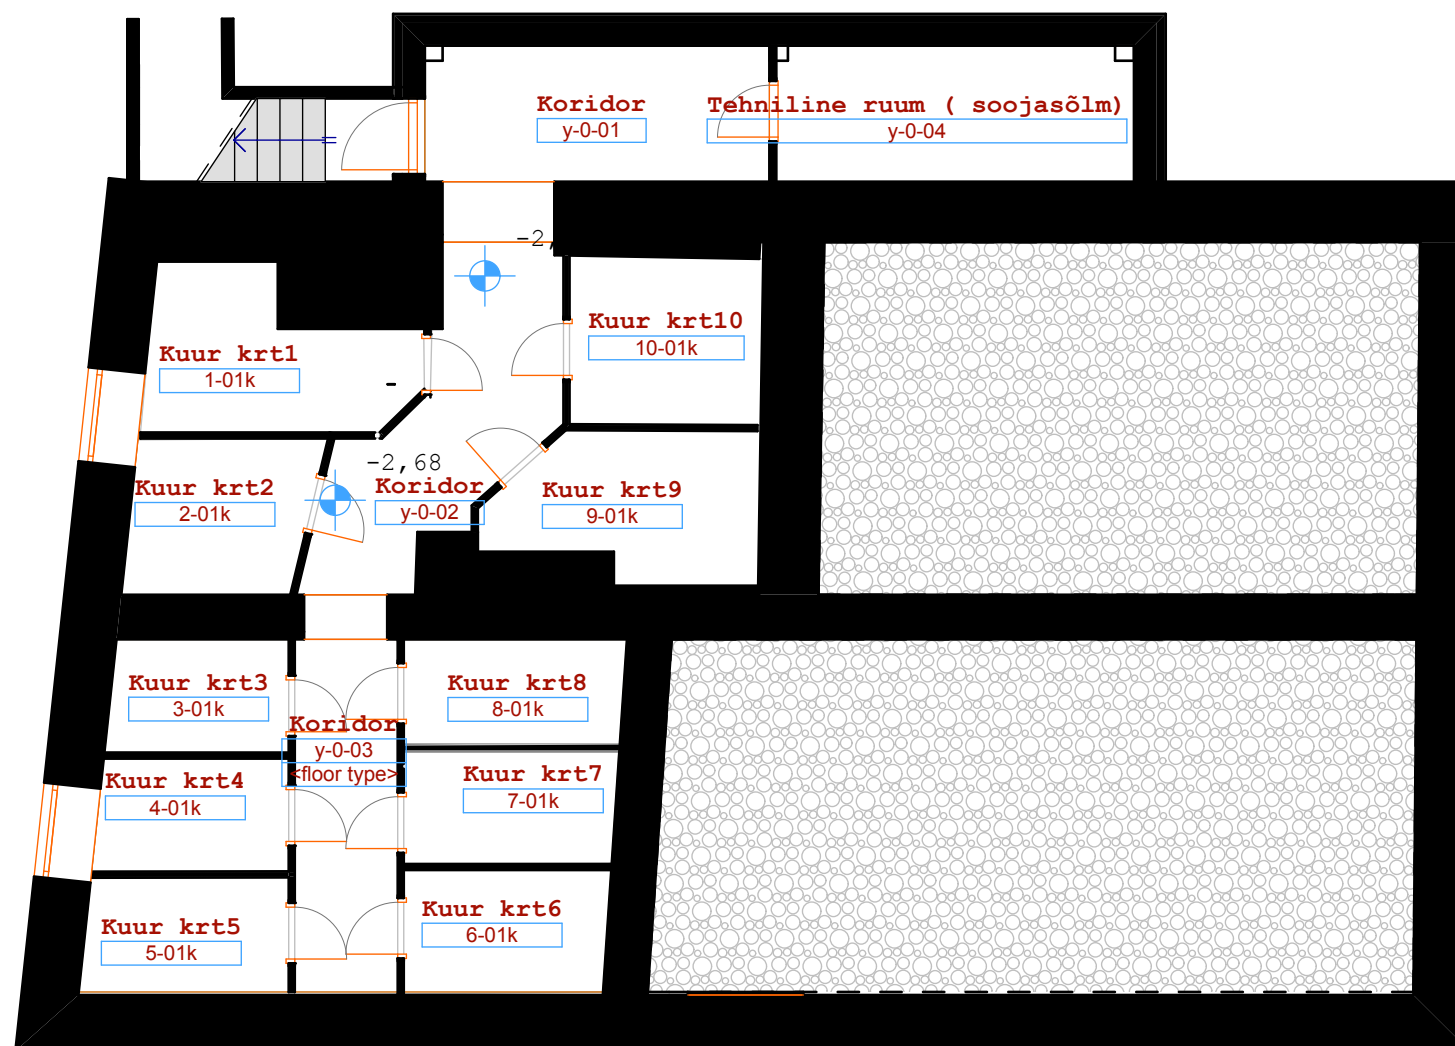 Koridor
y-0-01
Tehniline ruum ( soojasõlm)
y-0-04
-2,
Kuur krt10
10-01k
Kuur krt1
1-01k
-
-2,68
Koridor
y-0-02
Kuur krt2
2-01k
Kuur krt9
9-01k
Kuur krt3
3-01k
Kuur krt8
8-01k
Koridor
y-0-03
<floor type>
Kuur krt4
4-01k
Kuur krt7
7-01k
Kuur krt5
5-01k
Kuur krt6
6-01k